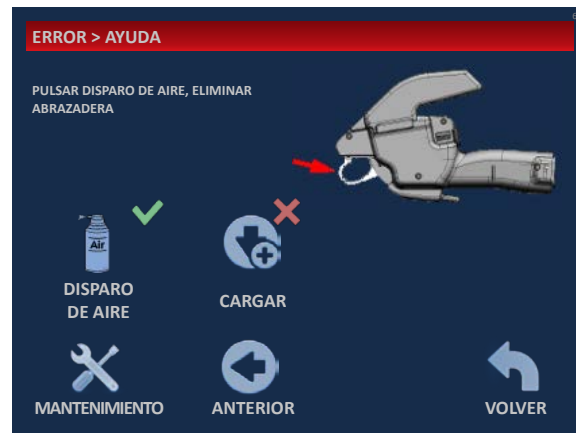 ERROR > AYUDA
PULSAR DISPARO DE AIRE, ELIMINAR
ABRAZADERA
Air
DISPARO
DE AIRE
CARGAR
MANTENIMIENTO
ANTERIOR
VOLVER